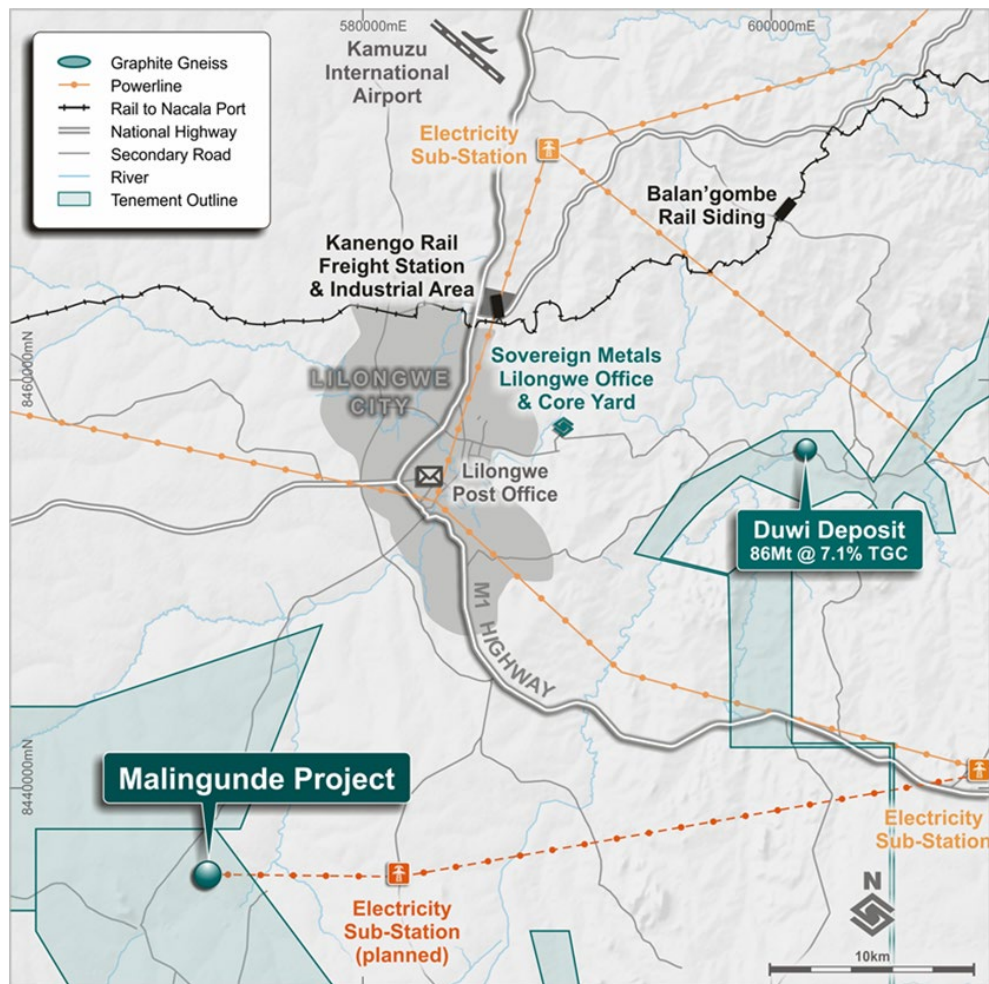 580000mE
600000mE
Kamuzu
International
Airport
Graphite Gneiss
Powerline
Rail to Nacala Port
National Highway
Secondary Road
River
Tenement Outline
Electricity
Sub-Station
Balan'gombe
Rail Siding
Kanengo Rail
Freight Station
& Industrial Area
8460000mN
LILONGWE
CITY
Sovereign Metals
Lilongwe Office
& Core Yard
Lilongwe
Post Office
Duwi Deposit
86Mt @ 7.1% TGC
M1 HIGHWAY
8440000mN
Malingunde Project
Electricity
Sub-Station
Electricity
Sub-Station
(planned)
N
10km